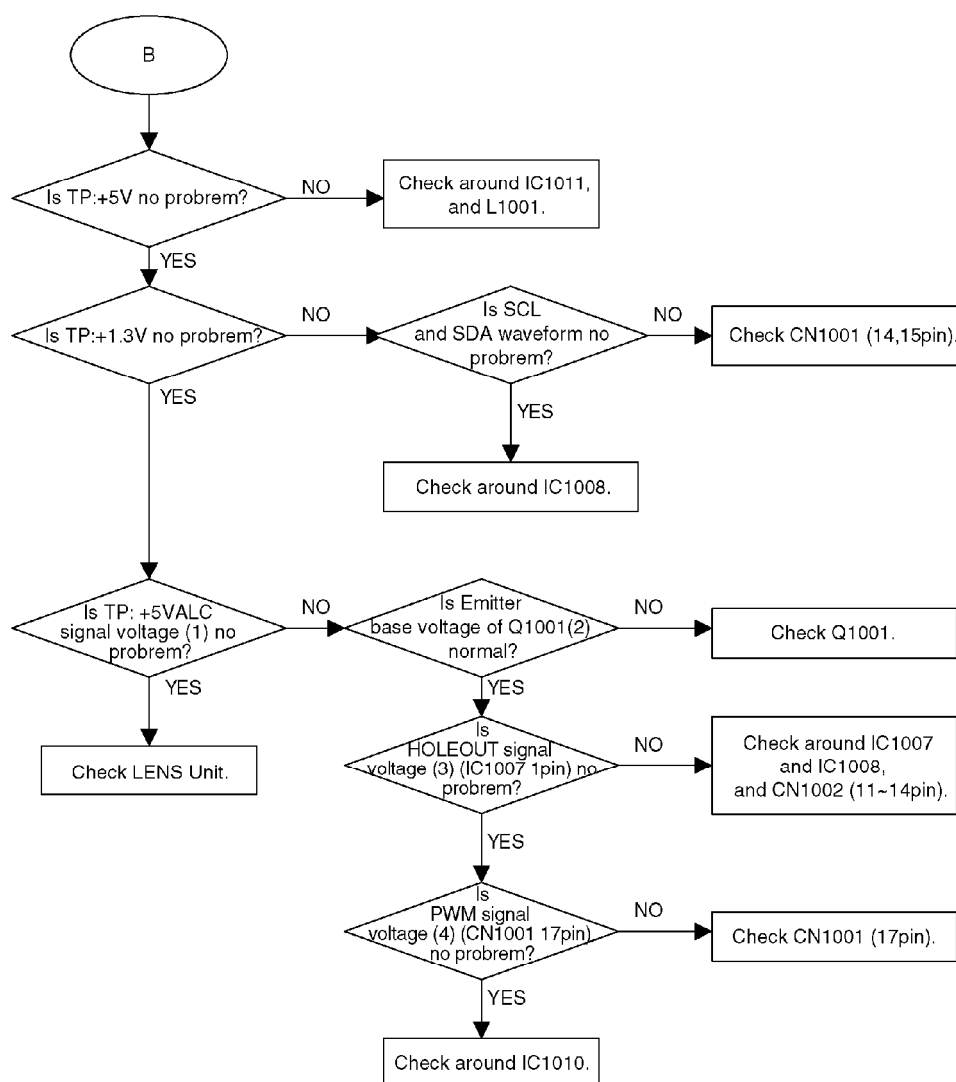 B
Is TP:+5V no probrem?
NO
Check around IC1011,
and L1001.
YES
Is TP:+1.3V no probrem?
NO
Is SCL
and SDA waveform no
probrem?
NO
Check CN1001 (14,15pin).
YES
YES
Check around IC1008.
Is TP: +5VALC
signal voltage (1) no
probrem?
NO
Is Emitter
base voltage of Q1001(2)
normal?
NO
Check Q1001.
YES
YES
Check LENS Unit.
Is
HOLEOUT signal
voltage (3) (IC1007 1pin) no
probrem?
NO
Check around IC1007
and IC1008,
and CN1002 (11~14pin).
YES
Is
PWM signal
voltage (4) (CN1001 17pin)
no probrem?
NO
Check CN1001 (17pin).
YES
Check around IC1010.